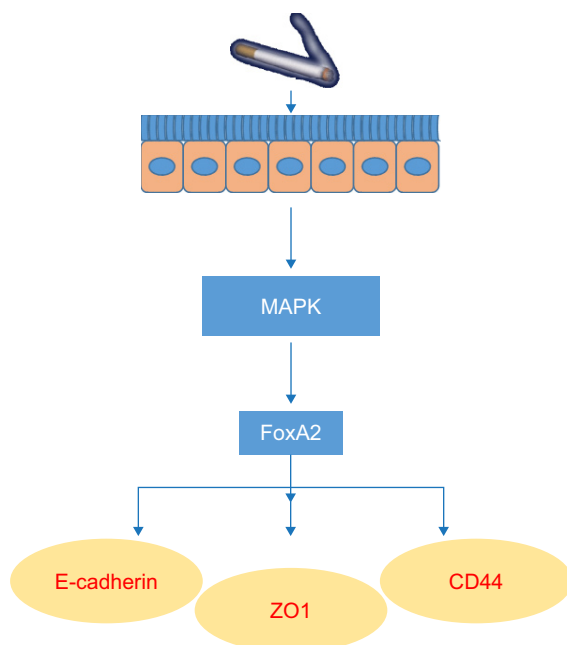 MAPK
FoxA2
E-cadherin
ZO1
CD44